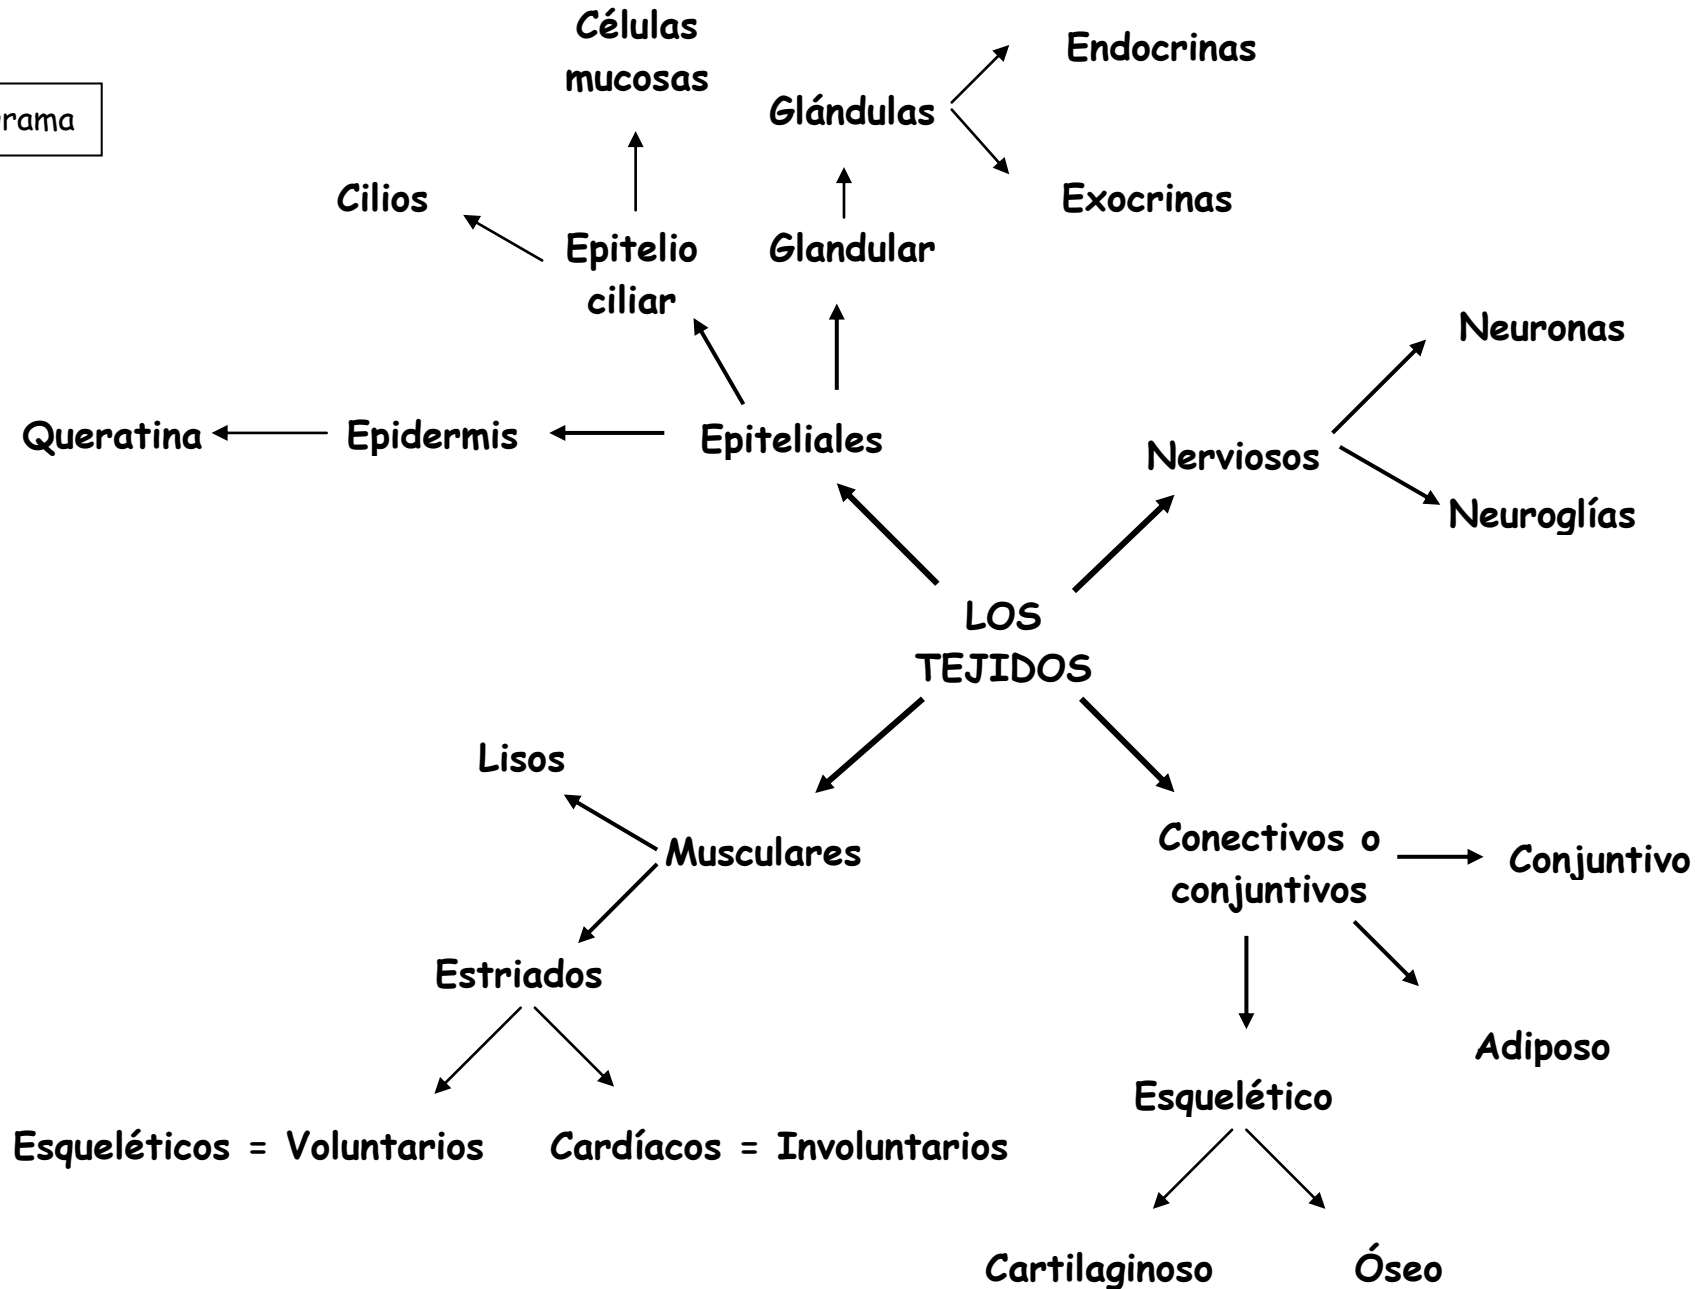 Células
mucosas
Endocrinas
Glándulas
rama
Cilios
Exocrinas
Epitelio
ciliar
Glandular
Neuronas
Queratina
Epidermis
Epiteliales
Nerviosos
Neuroglías
LOS
TEJIDOS
Lisos
Musculares
Conectivos o
conjuntivos
Conjuntivo
Estriados
Adiposo
Esquelético
Esqueléticos = Voluntarios
Cardíacos = Involuntarios
Cartilaginoso
Óseo